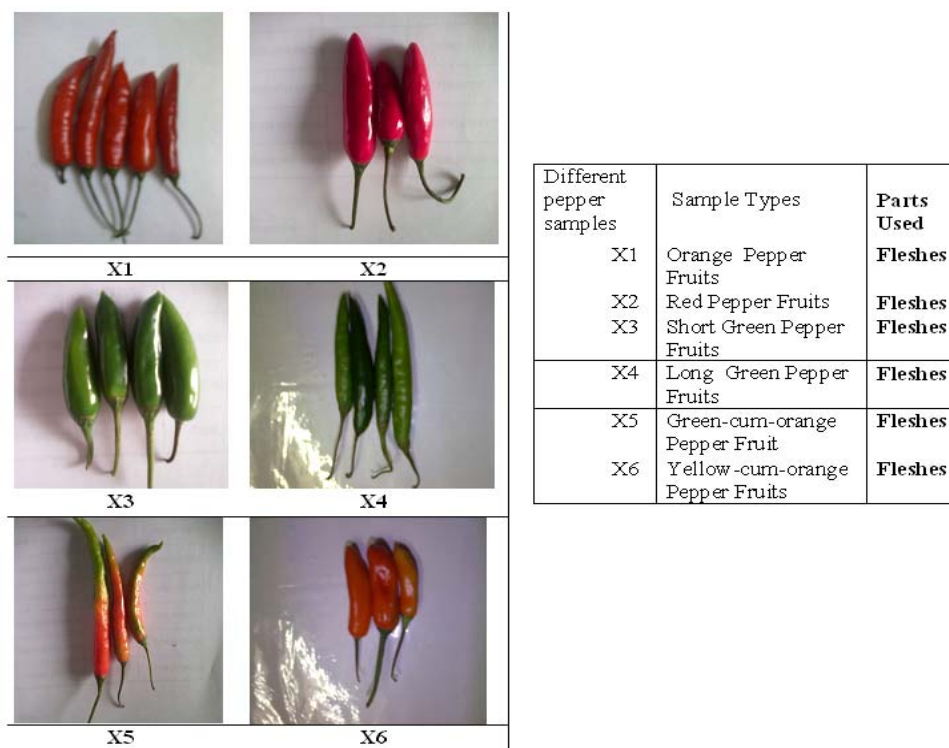 X1 X2
X3 X4
X5 X6
Different pepper samples Sample Types Parts Used
X1 Orange Pepper Fruits Fleshes
X2 Red Pepper Fruits Fleshes
X3 Short Green Pepper Fruits Fleshes
X4 Long Green Pepper Fruits Fleshes
X5 Green-cum-orange Pepper Fruit Fleshes
X6 Yellow-cum-orange Pepper Fruits Fleshes